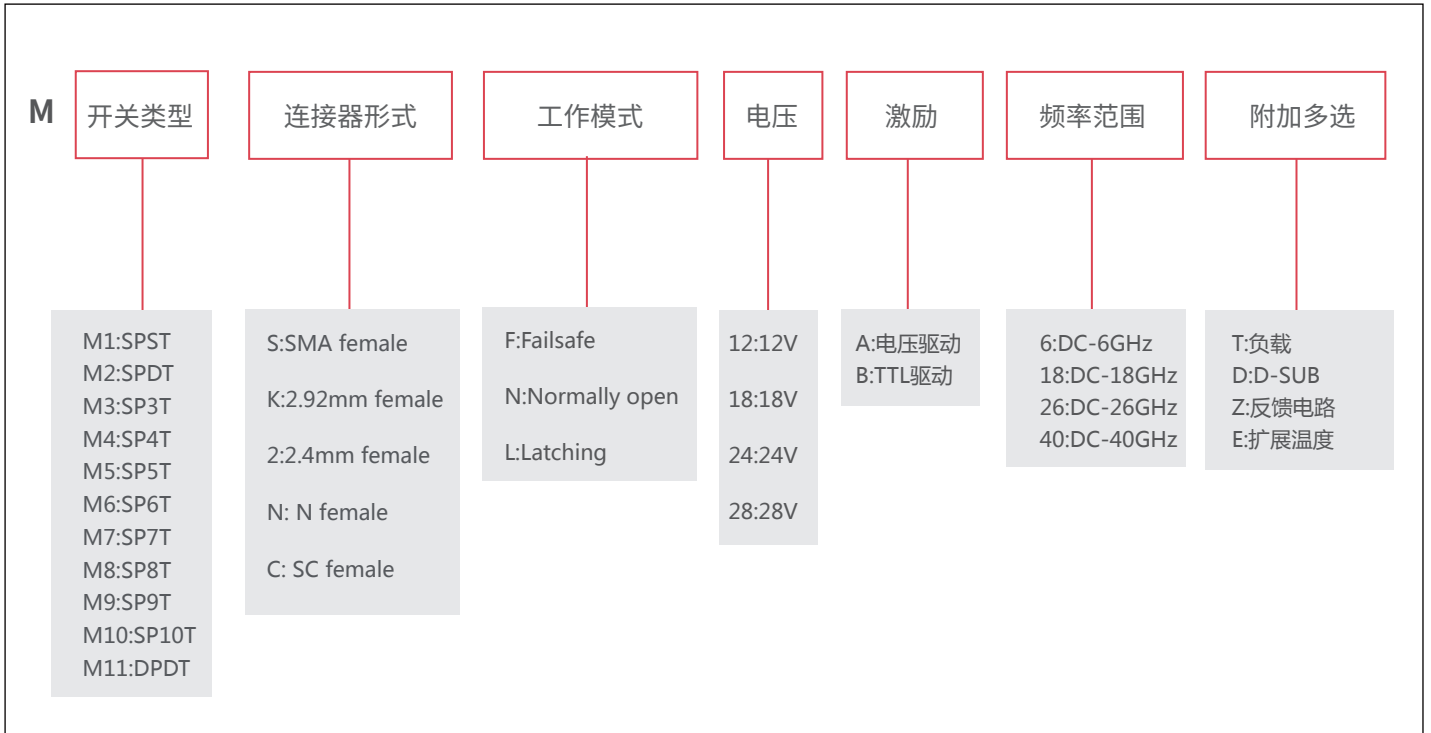 M
开关类型
连接器形式
工作模式
电压
激励
频率范围
附加多选
M1:SPST
M2:SPDT
M3:SP3T
M4:SP4T
M5:SP5T
M6:SP6T
M7:SP7T
M8:SP8T
M9:SP9T
M10:SP10T
M11:DPDT
S:SMA female
K:2.92mm female
2:2.4mm female
N: N female
C: SC female
F:Failsafe
N:Normally open
L:Latching
12:12V
18:18V
24:24V
28:28V
A:电压驱动
B:TTL驱动
6:DC-6GHz
18:DC-18GHz
26:DC-26GHz
40:DC-40GHz
T:负载
D:D-SUB
Z:反馈电路
E:扩展温度